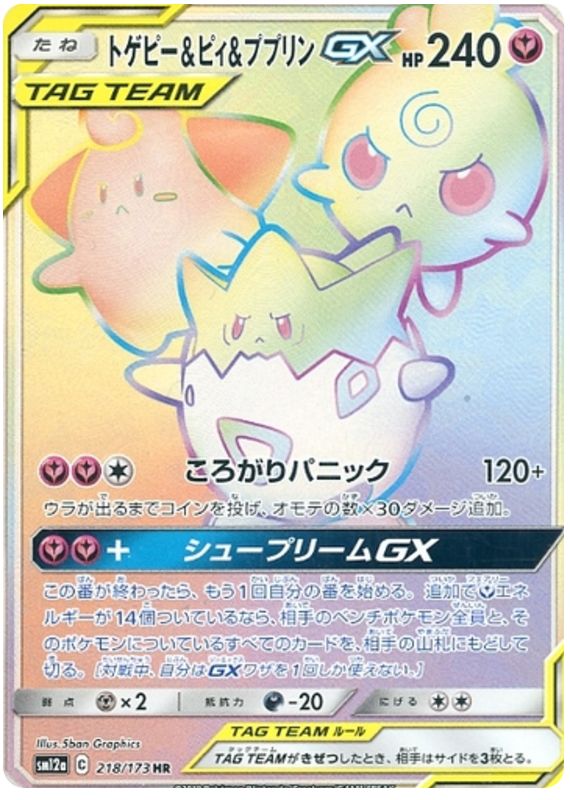 たね トゲピー&ピィ&ププリンGX HP240
TAG TEAM
ころがりパニック 120+
ウラが出るまでコインを投げ、オモテの数×30ダメージ追加。
+ シュープリームGX
この番が終わったら、もう1回自分の番を始める。追加でエネ
ルギーが14個ついているなら、相手のベンチポケモン全員と、そ
のポケモンについているすべてのカードを、相手の山札にもどして
切る。[対戦中、自分はGXワザを1回しか使えない。]
弱点 ×2 抵抗力 -20 にげる
TAG TEAM ルール
TAG TEAMがきぜつしたとき、相手はサイドを3枚とる。
Illus. 5ban Graphics
sm12a C 218/173 HR